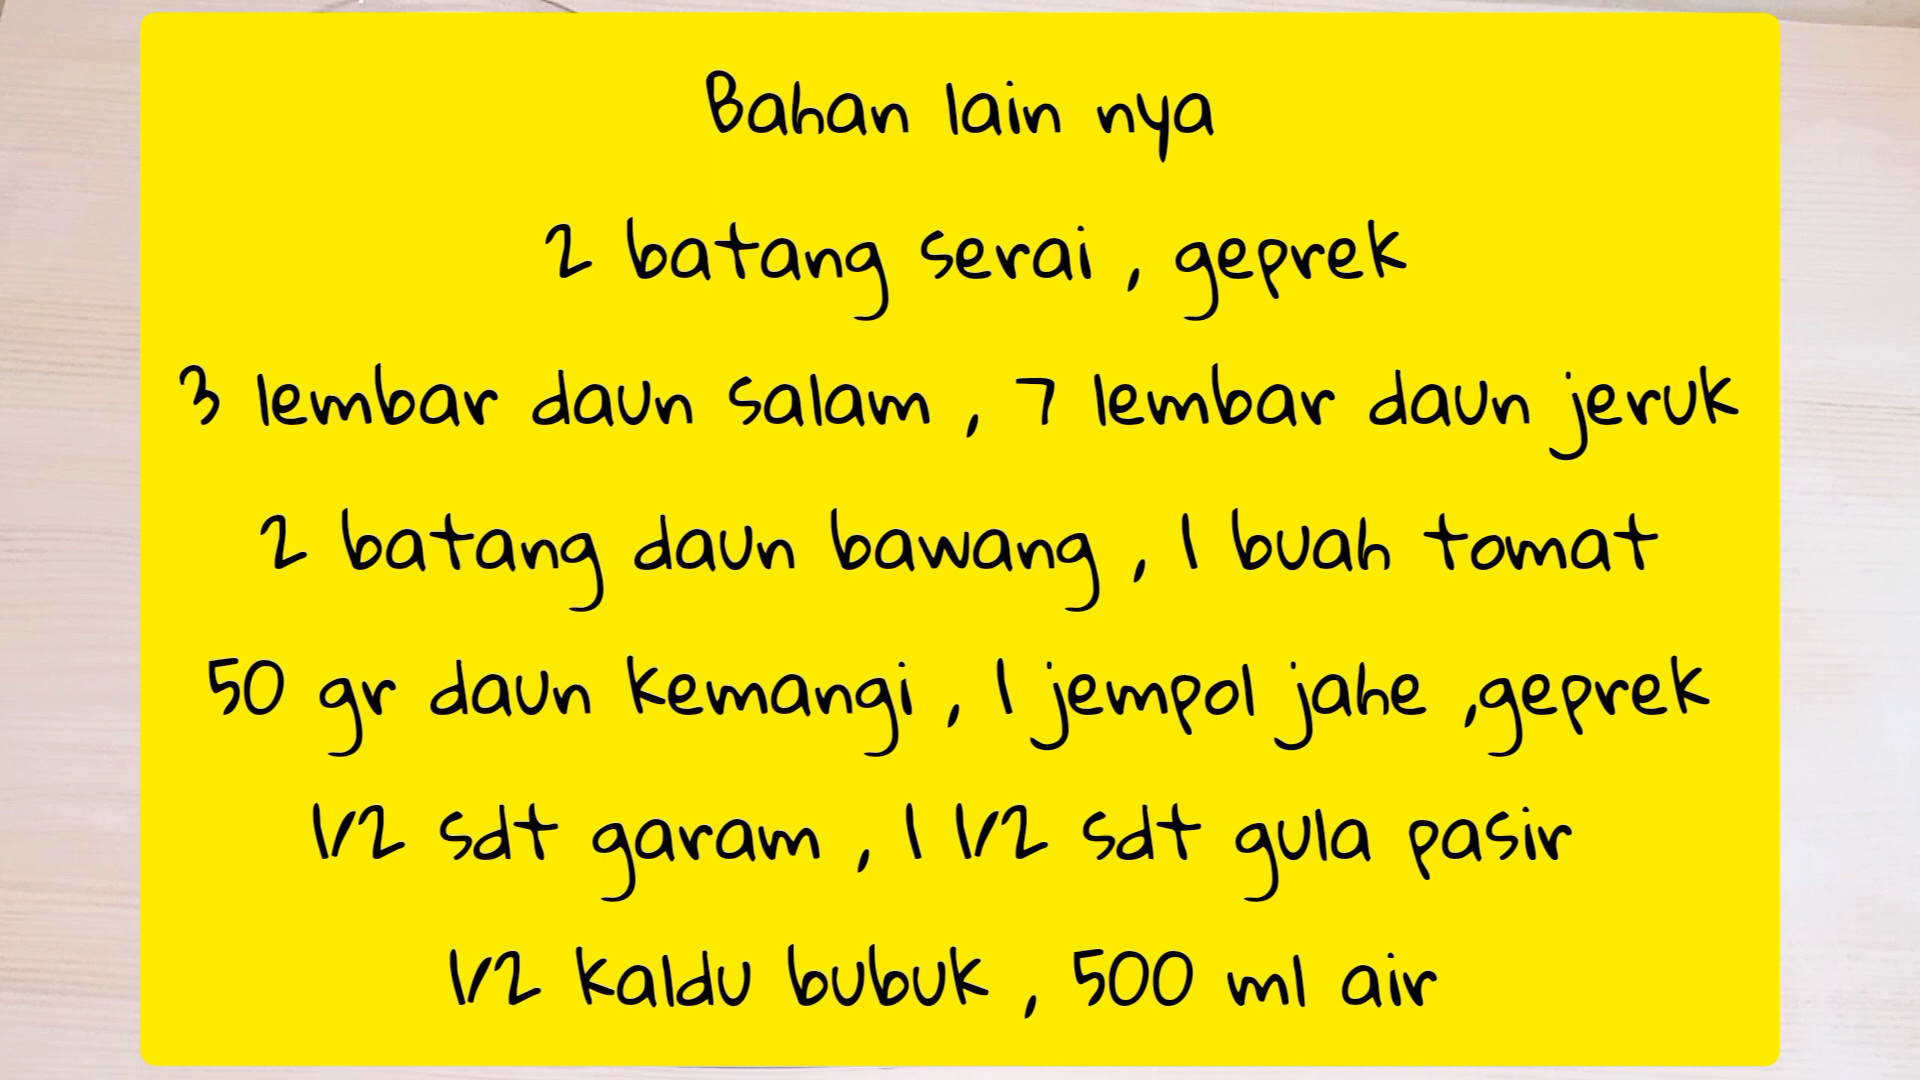 Bahan lain nya
2 batang serai , geprek
3 lembar daun salam , 7 lembar daun jeruk
2 batang daun bawang , 1 buah tomat
50 gr daun kemangi , 1 jempol jahe ,geprek
1/2 sdt garam , 1 1/2 sdt gula pasir
1/2 kaldu bubuk , 500 ml air